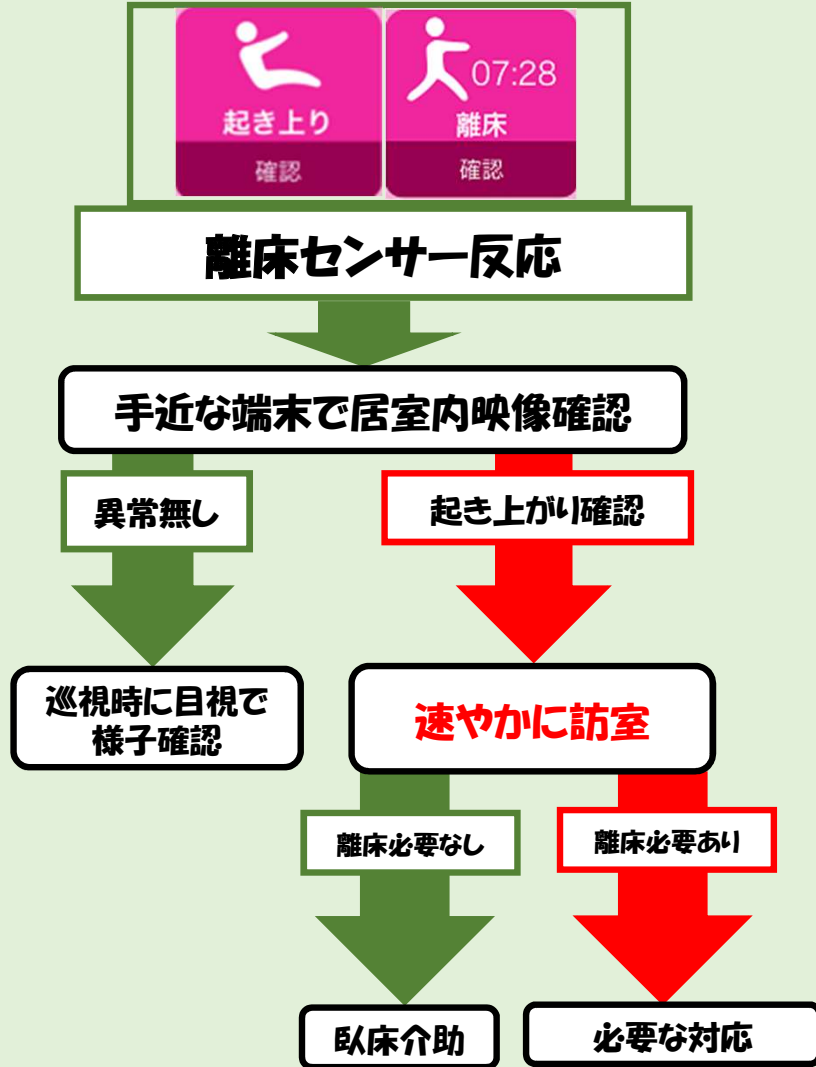 起き上り
確認
07:28
離床
確認
離床センサー反応
手近な端末で居室内映像確認
異常無し
起き上がり確認
巡視時に目視で
様子確認
速やかに訪室
離床必要なし
離床必要あり
臥床介助
必要な対応